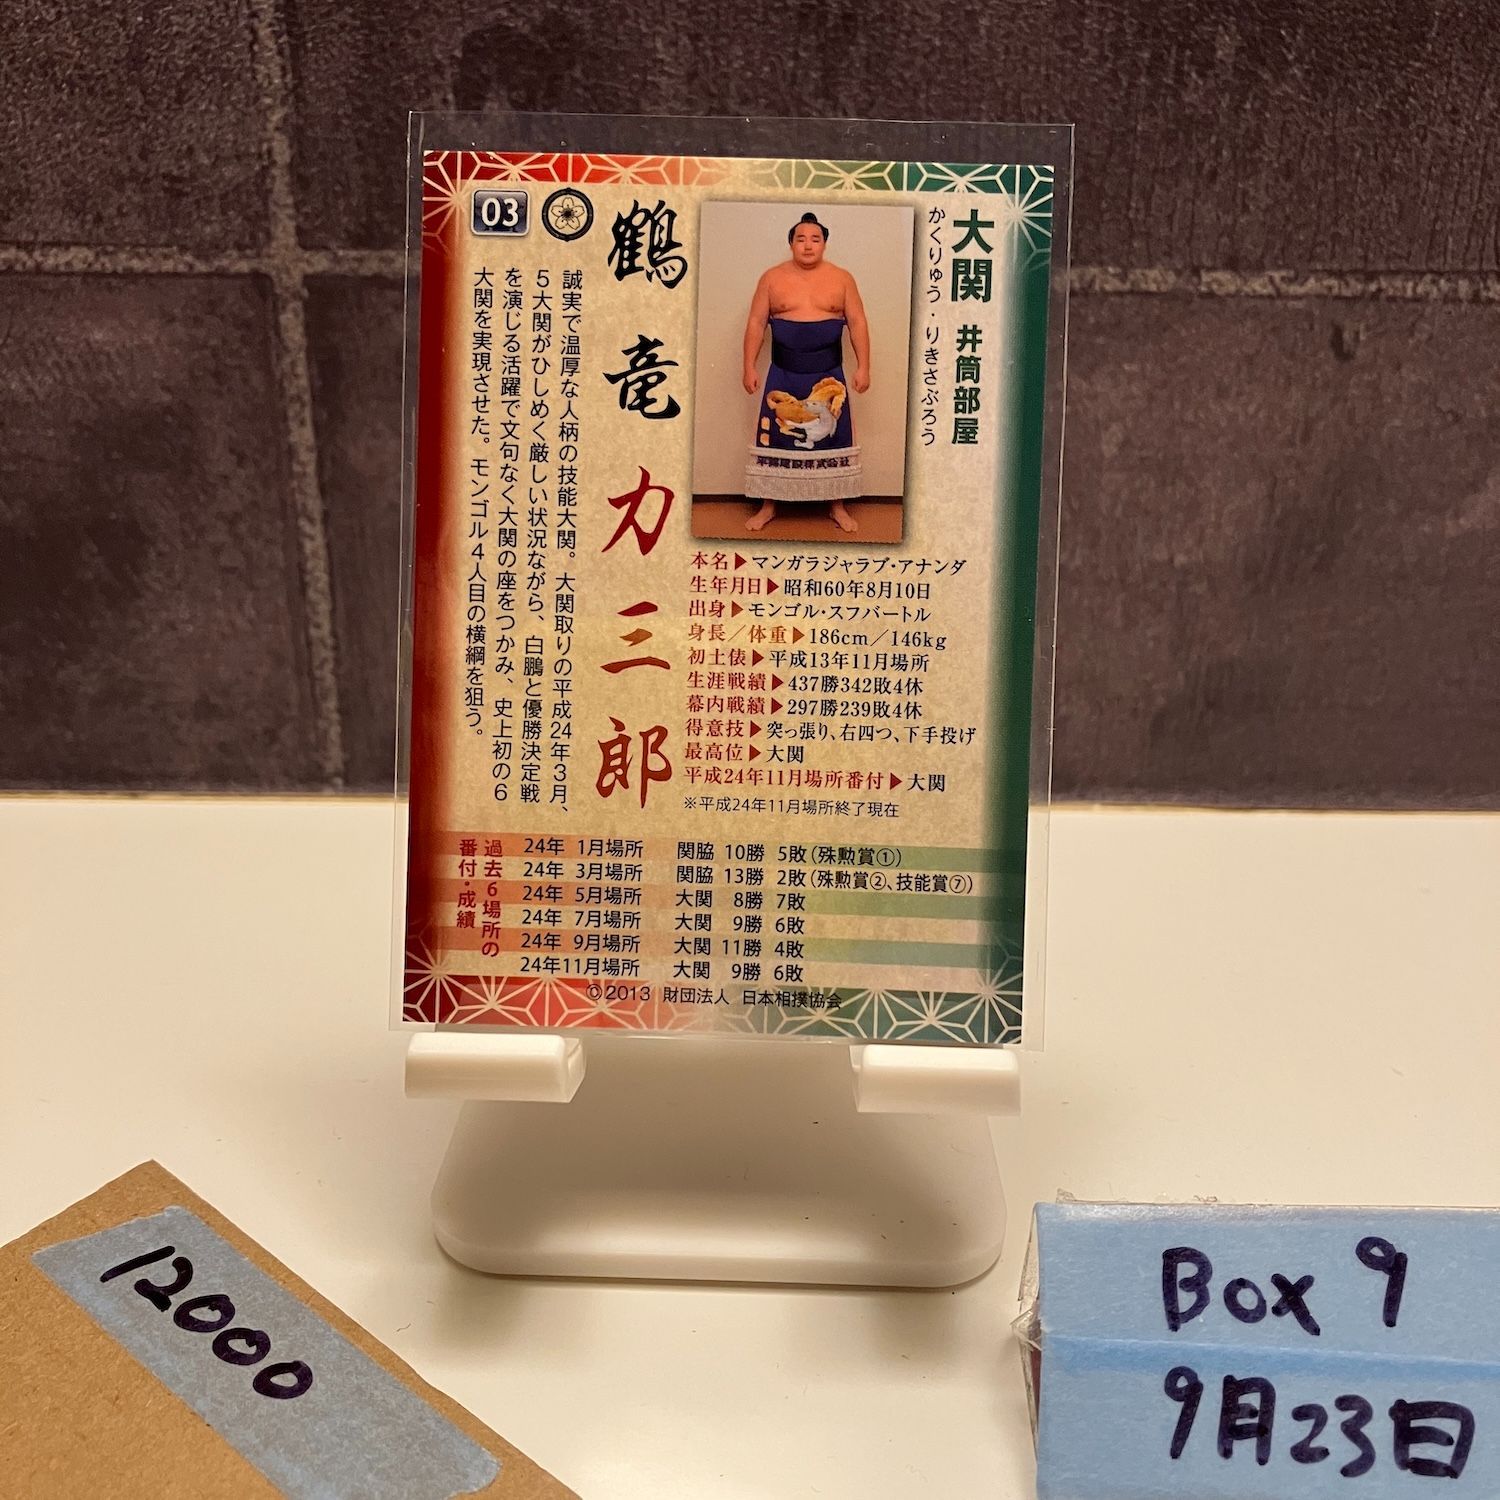 03
大関 井筒部屋
かくりゅう・りきさぶろう
鶴竜力三郎
誠実で温厚な人柄の技能大関。大関取りの平成24年3月、
5大関がひしめく厳しい状況ながら、白鵬と優勝決定戦
を演じる活躍で文句なく大関の座をつかみ、史上初の6
大関を実現させた。モンゴル4人目の横綱を狙う。
本名▶マンガラジャラブ・アナンダ
生年月日▶昭和60年8月10日
出身▶モンゴル・スフバートル
身長／体重▶186cm／146kg
初土俵▶平成13年11月場所
生涯戦績▶437勝342敗4休
幕内戦績▶297勝239敗4休
得意技▶突っ張り、右四つ、下手投げ
最高位▶大関
平成24年11月場所番付▶大関
※平成24年11月場所終了現在
過去6場所の
番付・成績
24年 1月場所 関脇 10勝 5敗(殊勲賞①)
24年 3月場所 関脇 13勝 2敗(殊勲賞②、技能賞⑦)
24年 5月場所 大関 8勝 7敗
24年 7月場所 大関 9勝 6敗
24年 9月場所 大関 11勝 4敗
24年11月場所 大関 9勝 6敗
©2013 財団法人 日本相撲協会
12000
Box 9
9月23日